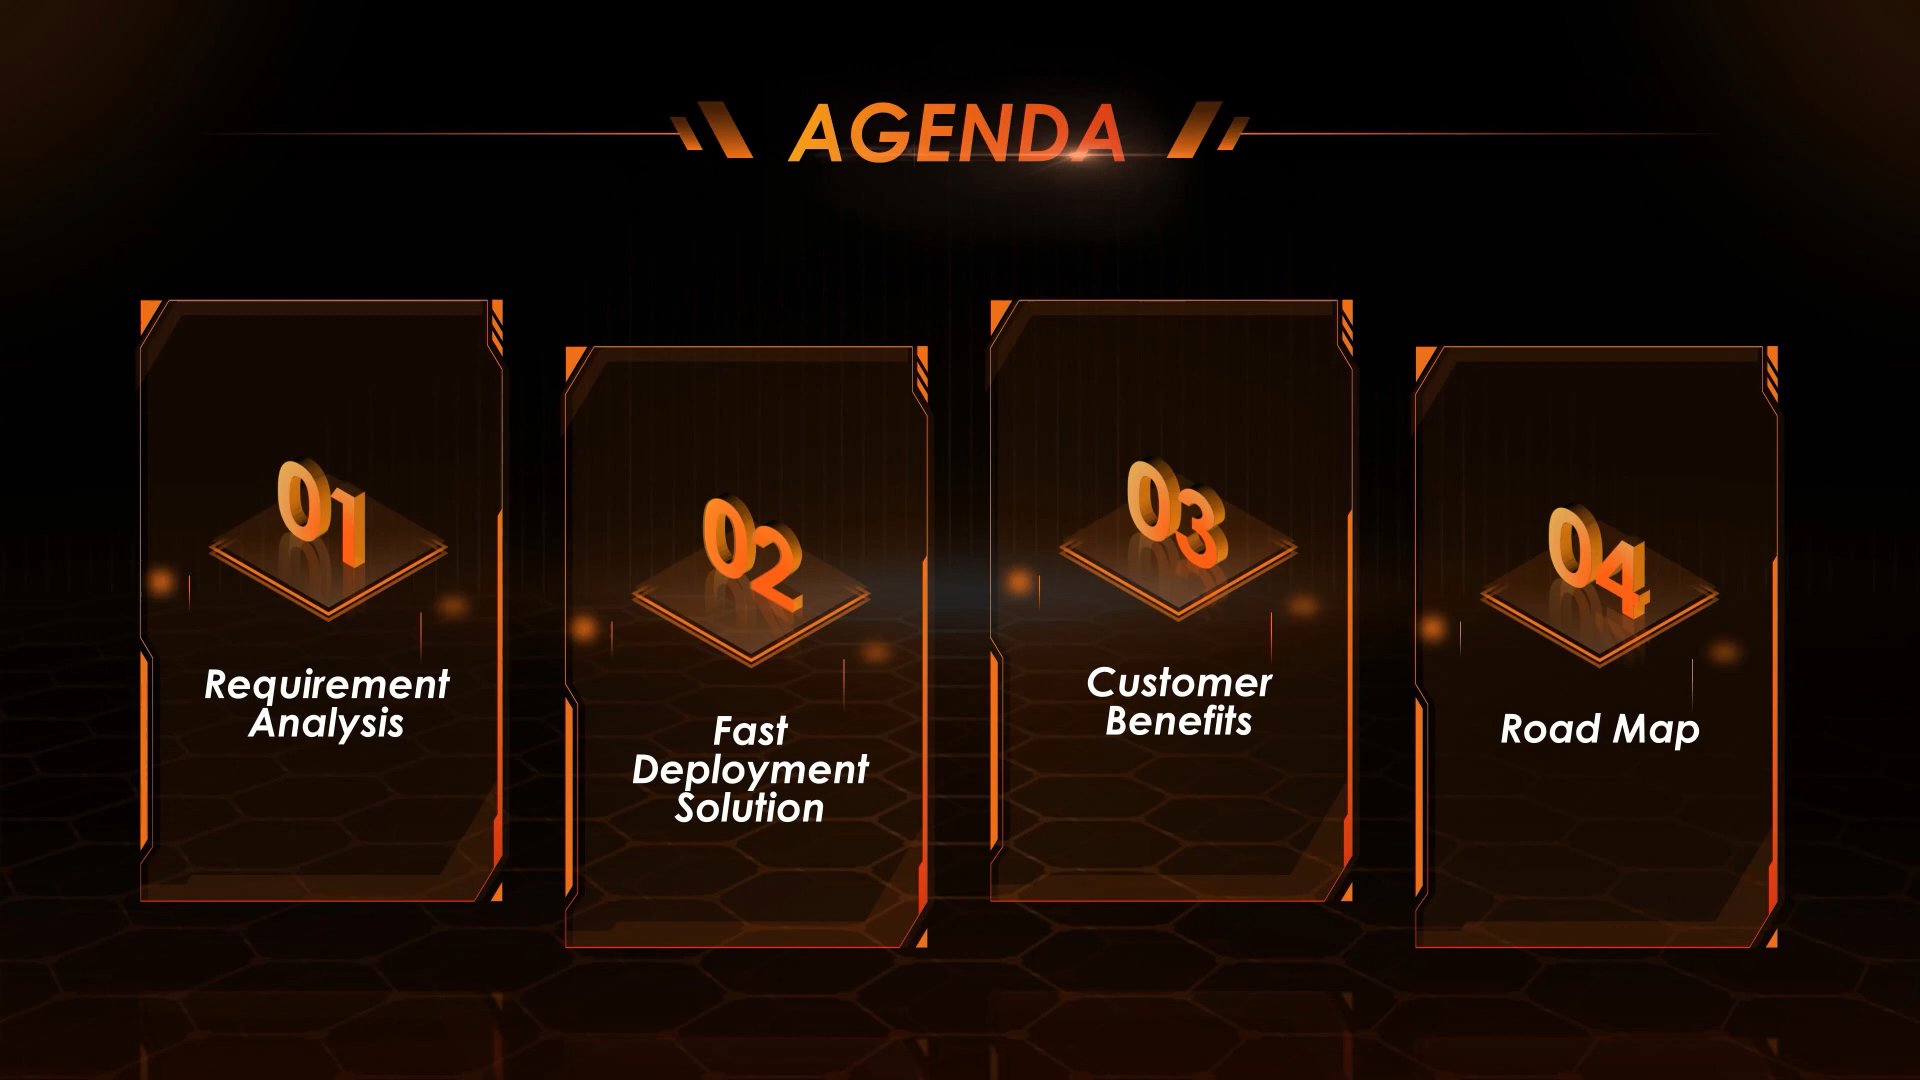 AGENDA
01
Requirement
Analysis
02
Fast
Deployment
Solution
03
Customer
Benefits
04
Road Map